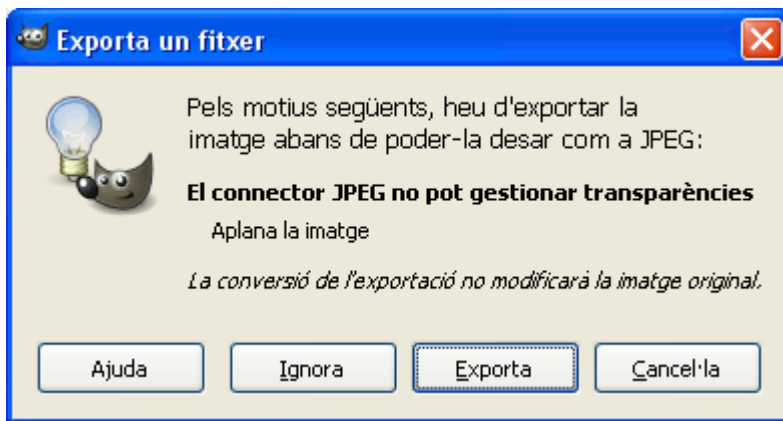 Exporta un fitxer
Pels motius següents, heu d'exportar la
imatge abans de poder-la desar com a JPEG:
El connector JPEG no pot gestionar transparències
Aplana la imatge
La conversió de l'exportació no modificarà la imatge original.
Ajuda Ignora Exporta Cancel·la